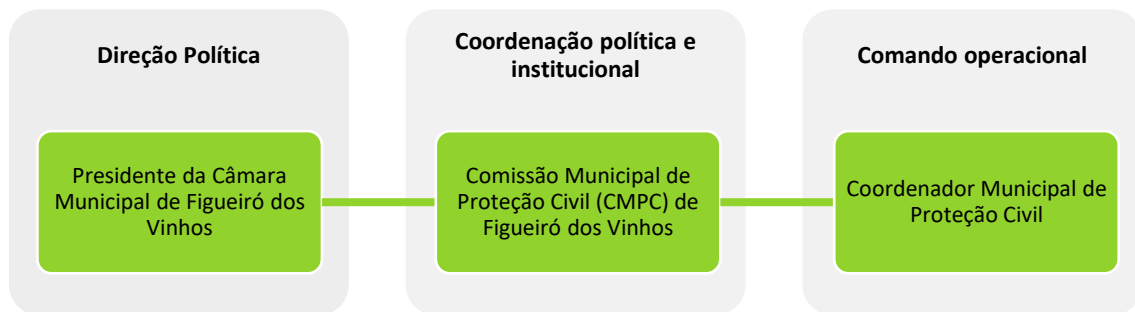 Direção Política
Presidente da Câmara
Municipal de Figueiró dos
Vinhos
Coordenação política e
institucional
Comissão Municipal de
Proteção Civil (CMPC) de
Figueiró dos Vinhos
Comando operacional
Coordenador Municipal de
Proteção Civil